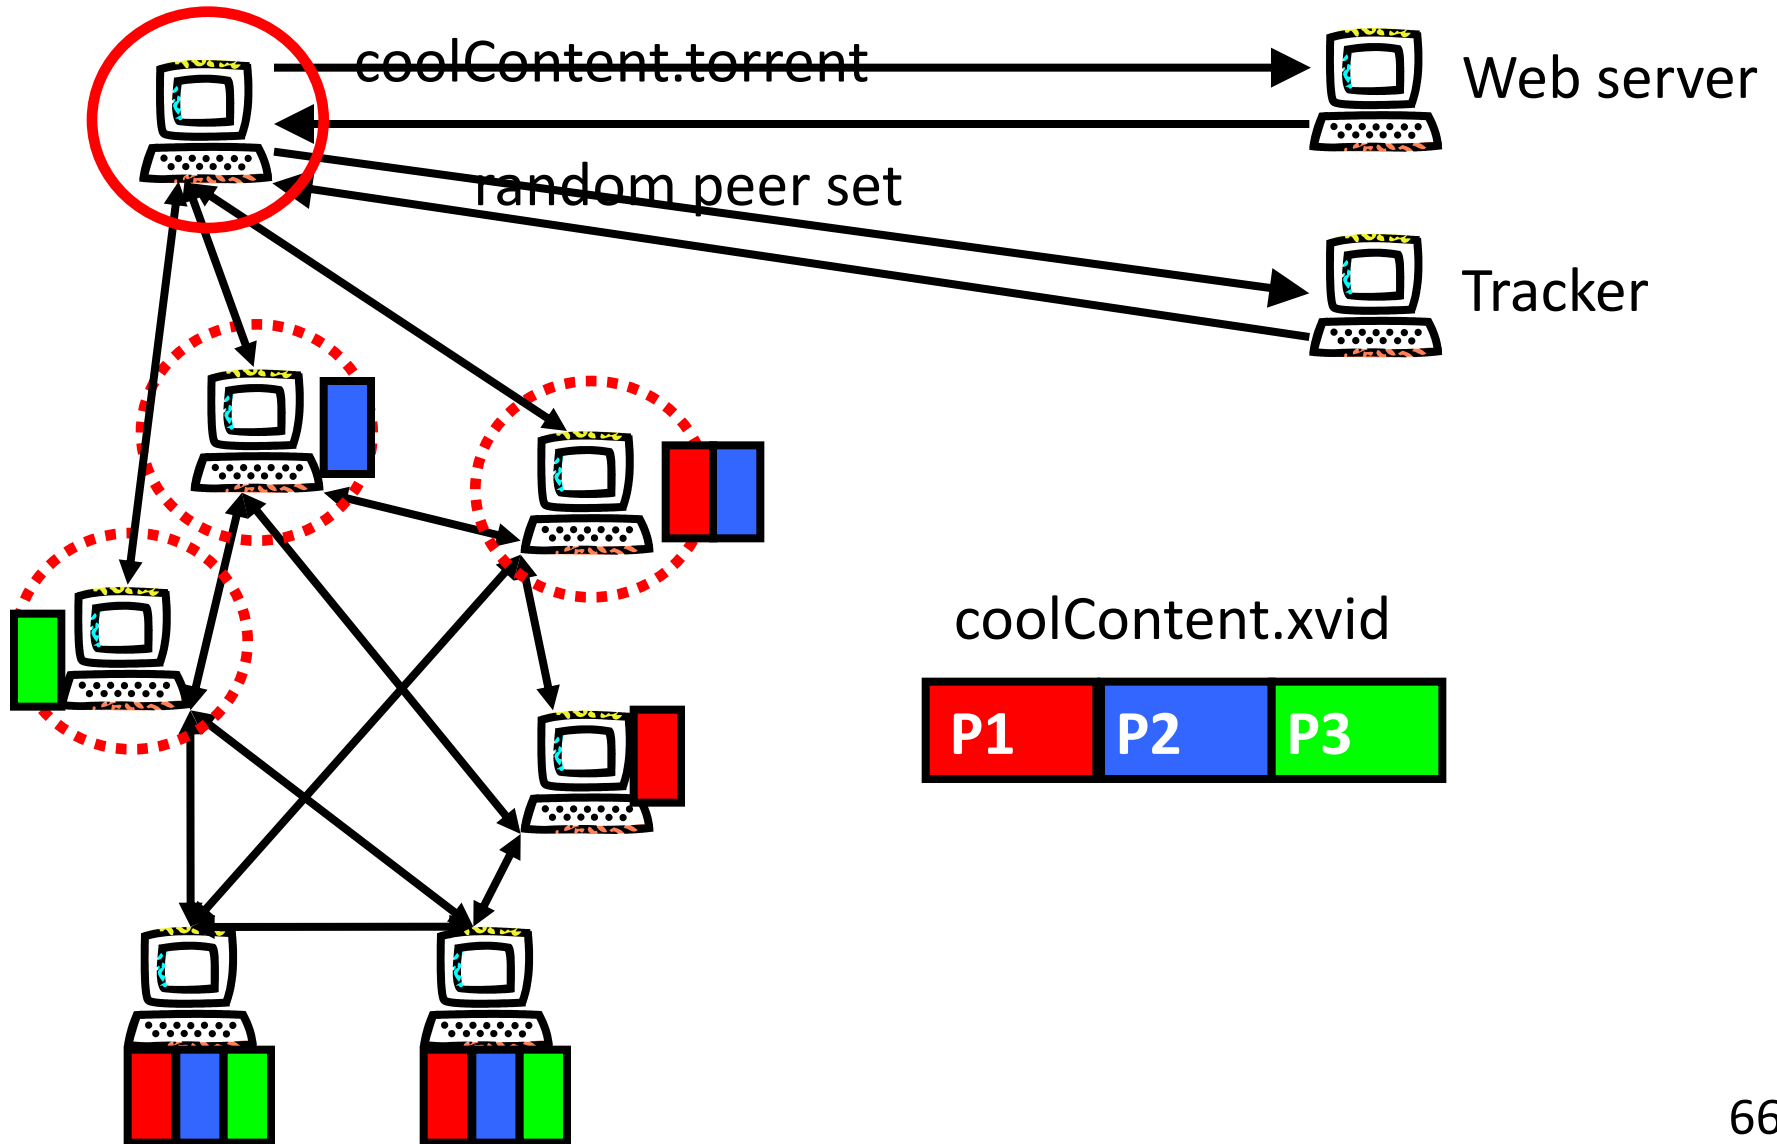 coolContent.torrent
Web server
random peer set
Tracker
coolContent.xvid
P1 P2 P3
66